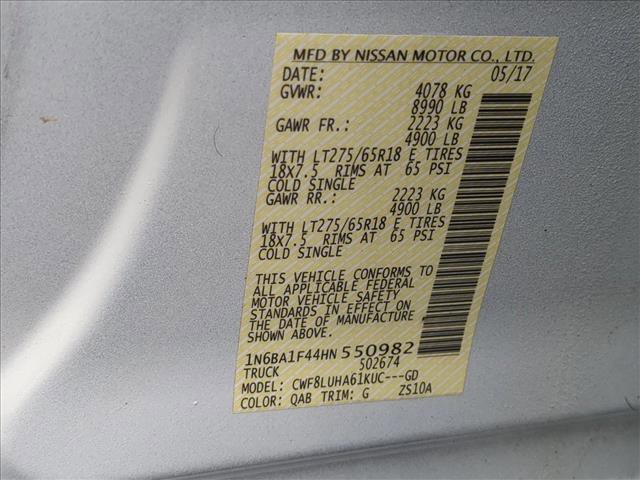 MFD BY NISSAN MOTOR CO., LTD.
DATE: 05/17
GVWR: 4078 KG
8990 LB
GAWR FR.: 2223 KG
4900 LB
WITH LT275/65R18 E TIRES
18x7.5 RIMS AT 65 PSI
COLD SINGLE
GAWR RR.: 2223 KG
4900 LB
WITH LT275/65R18 E TIRES
18x7.5 RIMS AT 65 PSI
COLD SINGLE
THIS VEHICLE CONFORMS TO
ALL APPLICABLE FEDERAL
MOTOR VEHICLE SAFETY
STANDARDS IN EFFECT ON
THE DATE OF MANUFACTURE
SHOWN ABOVE.
1N6BA1F44HN550982
TRUCK 502674
MODEL: CWF8LUHA61KUC---GD
COLOR: QAB TRIM: G ZS10A